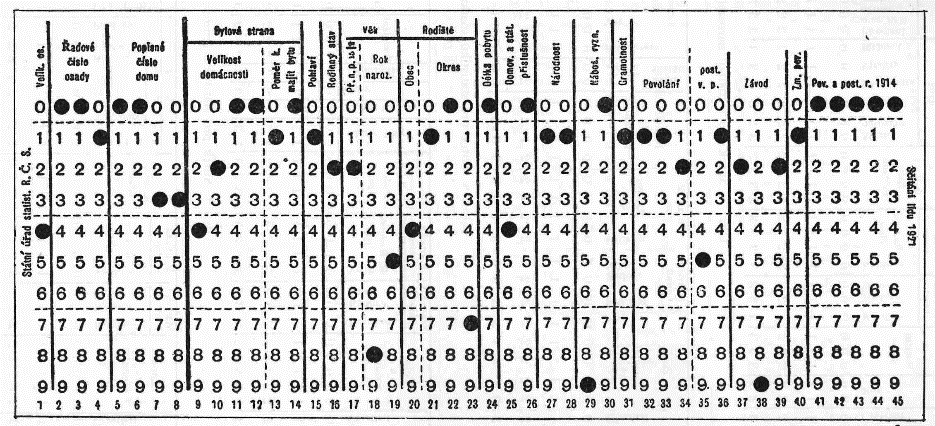 Bytová strana
Věk
Rodiště
Velik. os.
Řadové
číslo
osady
Popisné
číslo
domu
Velikost
domácnosti
Poměr k.
majit bytu
Pohlaví
Rodinný stav
Rok
naroz.
Obec
Okres
Délka pobytu
Domov. a stát.
příslušnost
Národnost
Nábož. vyzn.
Gramotnost
Povolání
post.
v. p.
Závod
Zm. pov.
Pov. a post. r. 1914
0 0 0 0 0 0 0 0 0 0 0 0 0 0 0 0 0 0 0 0 0 0 0 0 0 0 0 0 0
1 1 1 1 1 1 1 1 1 1 1 1 1 1 1 1 1 1 1 1 1 1 1 1 1 1 1 1 1 1 1 1 1 1
2 2 2 2 2 2 2 2 2 2 2 2 2 2 2 2 2 2 2 2 2 2 2 2 2 2 2 2 2 2 2 2 2 2 2 2 2 2 2
3 3 3 3 3 3 3 3 3 3 3 3 3 3 3 3 3 3 3 3 3 3 3 3 3 3 3 3 3 3 3 3 3 3 3 3 3 3 3 3 3 3 3
4 4 4 4 4 4 4 4 4 4 4 4 4 4 4 4 4 4 4 4 4 4 4 4 4 4 4 4 4 4 4 4 4 4 4 4 4 4 4 4 4
5 5 5 5 5 5 5 5 5 5 5 5 5 5 5 5 5 5 5 5 5 5 5 5 5 5 5 5 5 5 5 5 5 5 5 5 5 5 5 5 5 5 5
6 6 6 6 6 6 6 6 6 6 6 6 6 6 6 6 6 6 6 6 6 6 6 6 6 6 6 6 6 6 6 6 6 6 6 6 6 6 6 6 6 6 6 6 6
7 7 7 7 7 7 7 7 7 7 7 7 7 7 7 7 7 7 7 7 7 7 7 7 7 7 7 7 7 7 7 7 7 7 7 7 7 7 7 7 7 7 7 7
8 8 8 8 8 8 8 8 8 8 8 8 8 8 8 8 8 8 8 8 8 8 8 8 8 8 8 8 8 8 8 8 8 8 8 8 8 8 8 8 8 8 8 8
9 9 9 9 9 9 9 9 9 9 9 9 9 9 9 9 9 9 9 9 9 9 9 9 9 9 9 9 9 9 9 9 9 9 9 9 9 9 9 9 9 9 9
1 2 3 4 5 6 7 8 9 10 11 12 13 14 15 16 17 18 19 20 21 22 23 24 25 26 27 28 29 30 31 32 33 34 35 36 37 38 39 40 41 42 43 44 45
Státní úřad statist. R. Č. S.
Sčítání lidu 1921